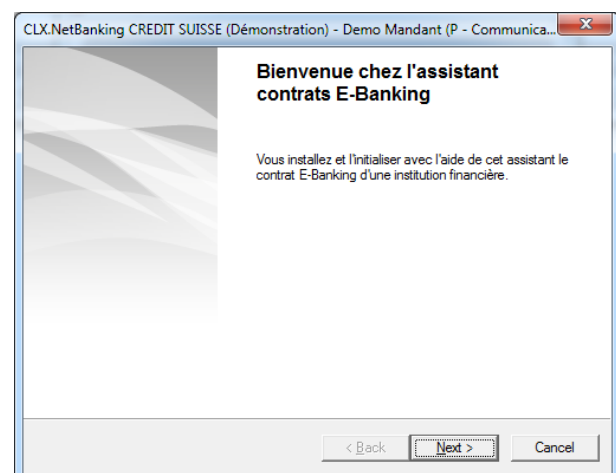 CLX.NetBanking CREDIT SUISSE (Démonstration) - Demo Mandant (P - Communica...
Bienvenue chez l'assistant
contrats E-Banking
Vous installez et l'initialiser avec l'aide de cet assistant le
contrat E-Banking d'une institution financière.
< Back Next > Cancel